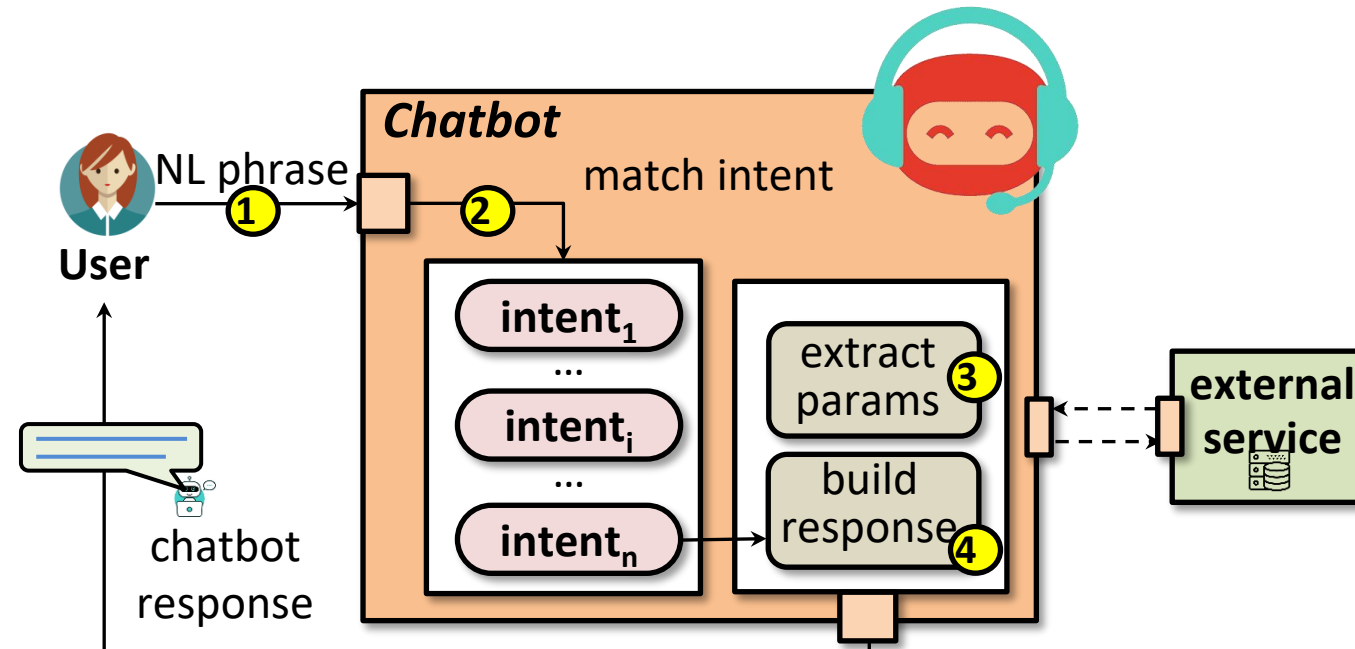 Chatbot
NL phrase
match intent
1
2
User
intent₁
...
intentᵢ
...
intentₙ
extract
params
3
build
response
4
external
service
chatbot
response